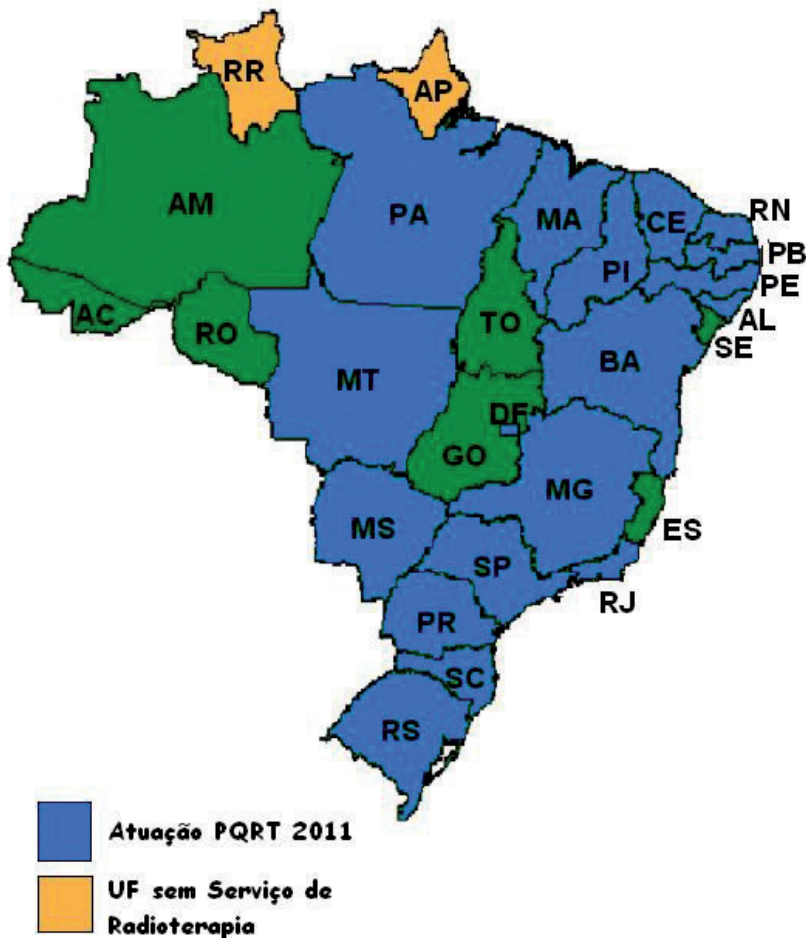 RR
AP
AM
PA
MA
CE
RN
PB
PI
PE
AC
RO
TO
AL
SE
BA
MT
DF
GO
MG
MS
ES
SP
RJ
PR
SC
RS
Atuação PQRT 2011
UF sem Serviço de
Radioterapia